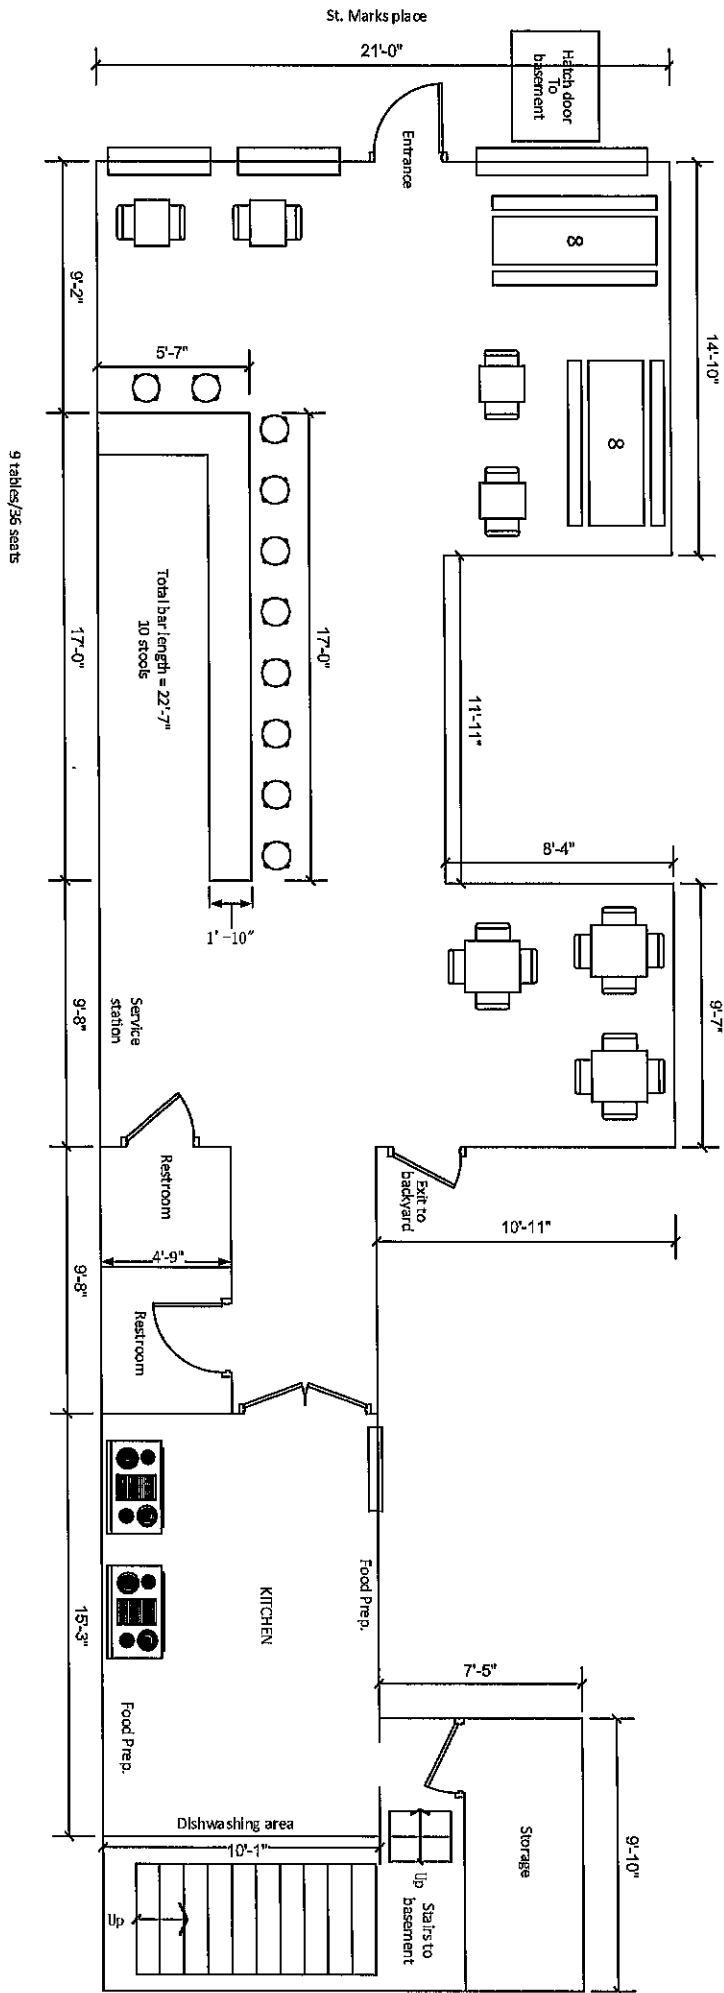 St. Marks place
21'-0"
Hatch door
To
basement
Entrance
8
14'-10"
9'-2"
5'-7"
8
9 tables/36 seats
Total bar length = 22'-7"
10 stools
17'-0"
17'-0"
11'-11"
8'-4"
1'-10"
9'-7"
9'-8"
Service
station
Restroom
Exit to
backyard
10'-11"
4'-9"
9'-8"
Restroom
Food Prep.
KITCHEN
15'-3"
7'-5"
Food Prep.
Dishwashing area
10'-1"
Storage
9'-10"
Up
Stairs to
basement
Up